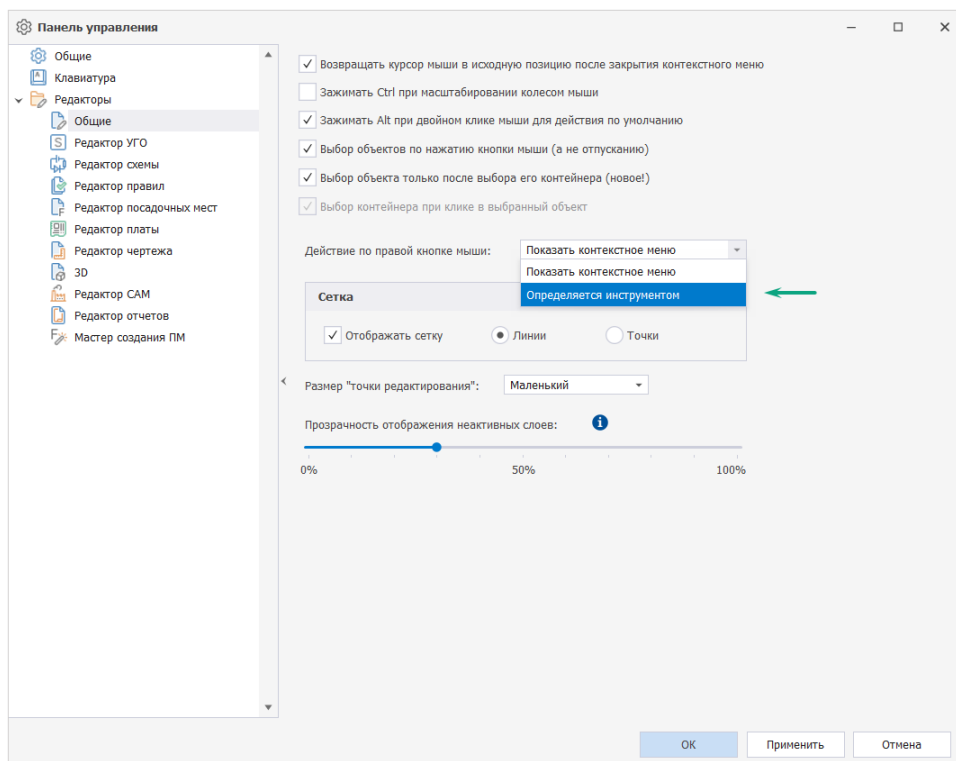 Панель управления
Общие
Клавиатура
Редакторы
Общие
Редактор УГО
Редактор схемы
Редактор правил
Редактор посадочных мест
Редактор платы
Редактор чертежа
3D
Редактор CAM
Редактор отчетов
Мастер создания ПМ
Возвращать курсор мыши в исходную позицию после закрытия контекстного меню
Зажимать Ctrl при масштабировании колесом мыши
Зажимать Alt при двойном клике мыши для действия по умолчанию
Выбор объектов по нажатию кнопки мыши (а не отпусканию)
Выбор объекта только после выбора его контейнера (новое!)
Выбор контейнера при клике в выбранный объект
Действие по правой кнопке мыши: Показать контекстное меню
Показать контекстное меню
Определяется инструментом
Сетка
Отображать сетку Линии Точки
Размер "точки редактирования": Маленький
Прозрачность отображения неактивных слоев:
0% 50% 100%
ОК Применить Отмена